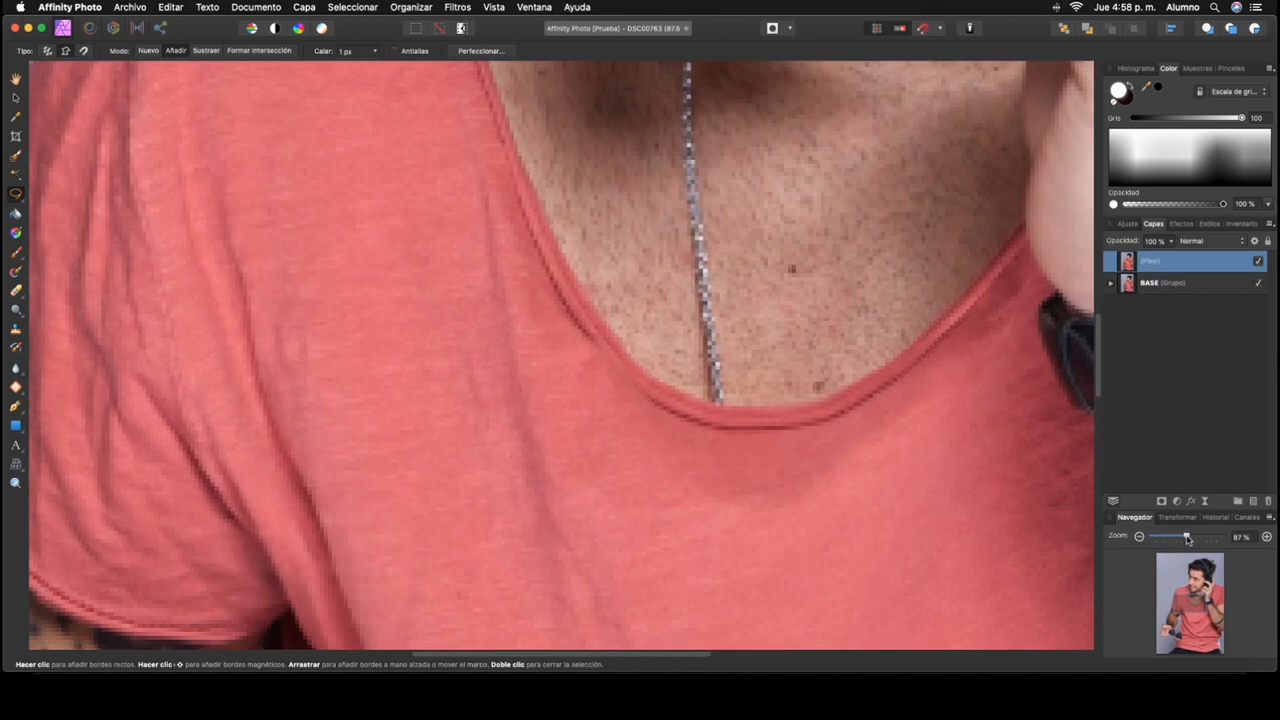 Affinity Photo Archivo Editar Texto Documento Capa Seleccionar Organizar Filtros Vista Ventana Ayuda Jue 4:58 p. m. Alumno
Affinity Photo [Prueba] - DSC00763 (87.5
Tipo: Modo: Nuevo Añadir Sustraer Formar intersección Calar: 1 px Antialias Perfeccionar...
Histograma Color Muestras Pinceles
Escala de gri...
Gris 100
Opacidad
100 %
Ajuste Capas Efectos Estilos Inventario
Opacidad: 100 % Normal
(Píxel)
BASE (Grupo)
Navegador Transformar Historial Canales
Zoom: 87 %
Hacer clic para añadir bordes rectos. Hacer clic+ para añadir bordes magnéticos. Arrastrar para añadir bordes a mano alzada o mover el marco. Doble clic para cerrar la selección.